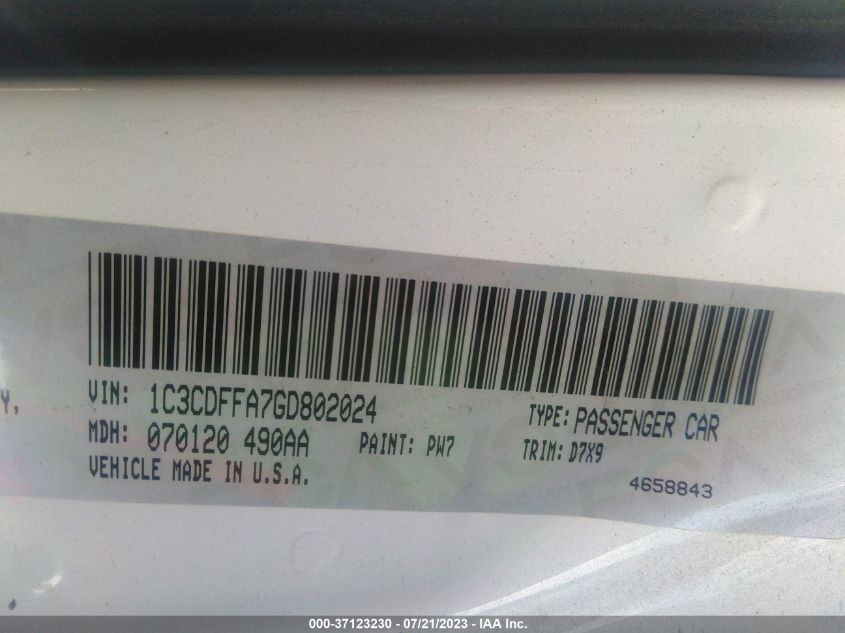 Y,
VIN: 1C3CDFFA7GD802024 TYPE: PASSENGER CAR
MDH: 070120 490AA PAINT: PW7 TRIM: D7X9
VEHICLE MADE IN U.S.A. 4658843
000-37123230 - 07/21/2023 - IAA Inc.